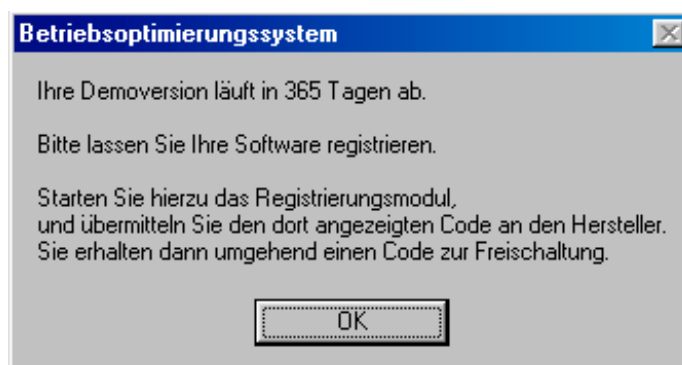 Betriebsoptimierungssystem
Ihre Demoversion läuft in 365 Tagen ab.
Bitte lassen Sie Ihre Software registrieren.
Starten Sie hierzu das Registrierungsmodul,
und übermitteln Sie den dort angezeigten Code an den Hersteller.
Sie erhalten dann umgehend einen Code zur Freischaltung.
OK